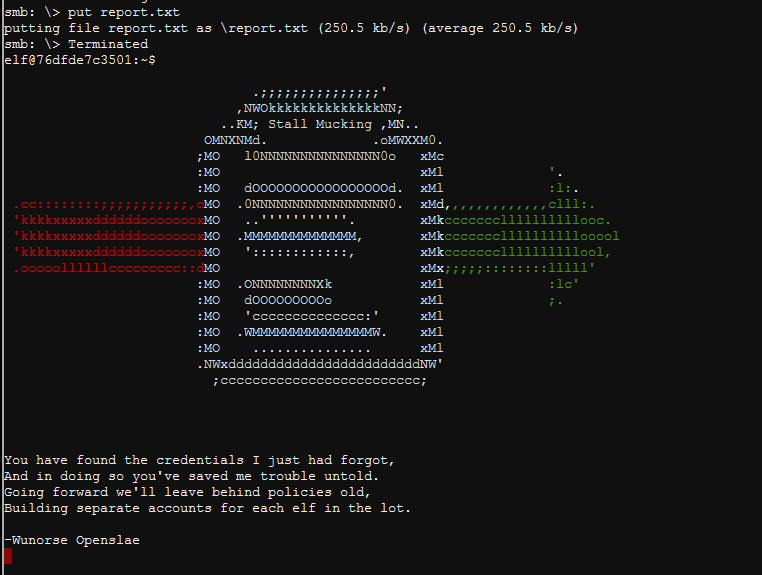 smb: \> put report.txt
putting file report.txt as \report.txt (250.5 kb/s) (average 250.5 kb/s)
smb: \> Terminated
elf@76dfde7c3501:~$
.;;;;;;;;;;;;;;;'
,NWOkkkkkkkkkkkkkkNN;
..KM; Stall Mucking ,MN..
OMNXNMd. .oMWXXM0.
;MO l0NNNNNNNNNNNNNNN0o xMc
:MO xMl '.
:MO dOOOOOOOOOOOOOOOOOd. xMl :l:.
.cc::::::::;;;;;;;;;;;,oMO .0NNNNNNNNNNNNNNNNN0. xMd,,,,,,,,,,,,,clll:.
'kkkkxxxxxddddddoooooooxMO ..'''''''''''. xMkcccccccllllllllllooc.
'kkkkxxxxxddddddoooooooxMO .MMMMMMMMMMMMMM, xMkcccccccllllllllllooool
'kkkkxxxxxddddddoooooooxMO '::::::::::::, xMkcccccccllllllllllool,
.ooooollllllccccccccc::dMO xMx;;;;;::::::::lllll'
:MO .ONNNNNNNNXk xMl :lc'
:MO dOOOOOOOOOo xMl ;.
:MO 'cccccccccccccc:' xMl
:MO .WMMMMMMMMMMMMMMMW. xMl
:MO ............... xMl
.NWxddddddddddddddddddddddddNW'
;ccccccccccccccccccccccccc;
You have found the credentials I just had forgot,
And in doing so you've saved me trouble untold.
Going forward we'll leave behind policies old,
Building separate accounts for each elf in the lot.
-Wunorse Openslae